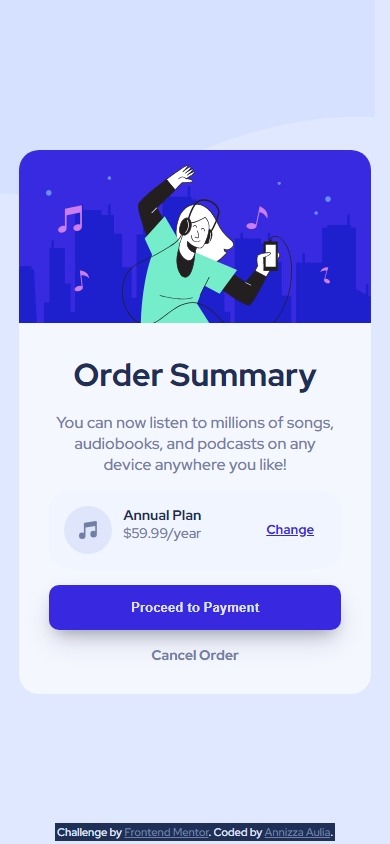 Order Summary
You can now listen to millions of songs,
audiobooks, and podcasts on any
device anywhere you like!
Annual Plan
$59.99/year
Change
Proceed to Payment
Cancel Order
Challenge by Frontend Mentor. Coded by Annizza Aulia.